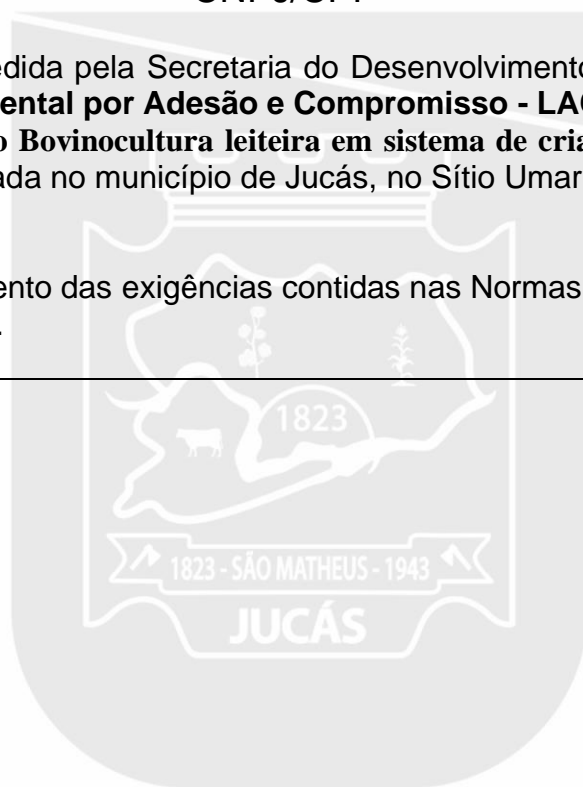 edida pela Secretaria do Desenvolvimento
ental por Adesão e Compromisso - LAC
o Bovinocultura leiteira em sistema de cria
ada no município de Jucás, no Sítio Umar
ento das exigências contidas nas Normas
.
1823
1823 - SÃO MATHEUS - 1943
JUCÁS